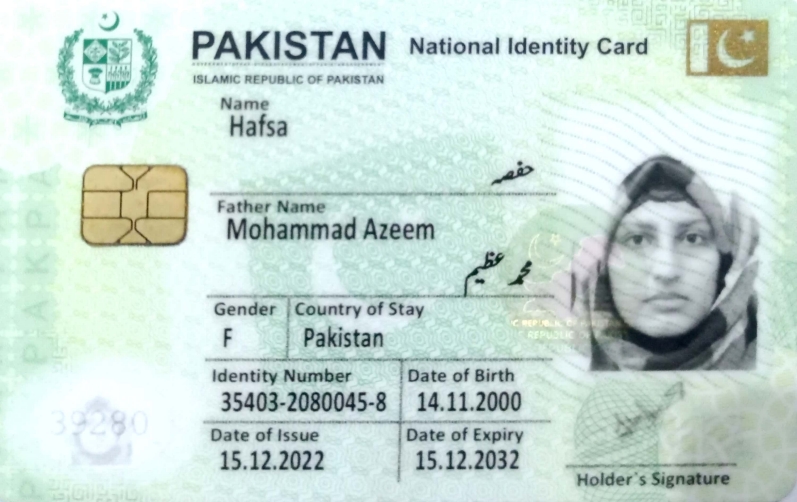 PAKISTAN National Identity Card
ISLAMIC REPUBLIC OF PAKISTAN
Name
Hafsa
حفصہ
Father Name
Mohammad Azeem
محمد عظیم
Gender Country of Stay
F Pakistan
Identity Number Date of Birth
35403-2080045-8 14.11.2000
39280
Date of Issue Date of Expiry
15.12.2022 15.12.2032
Holder's Signature